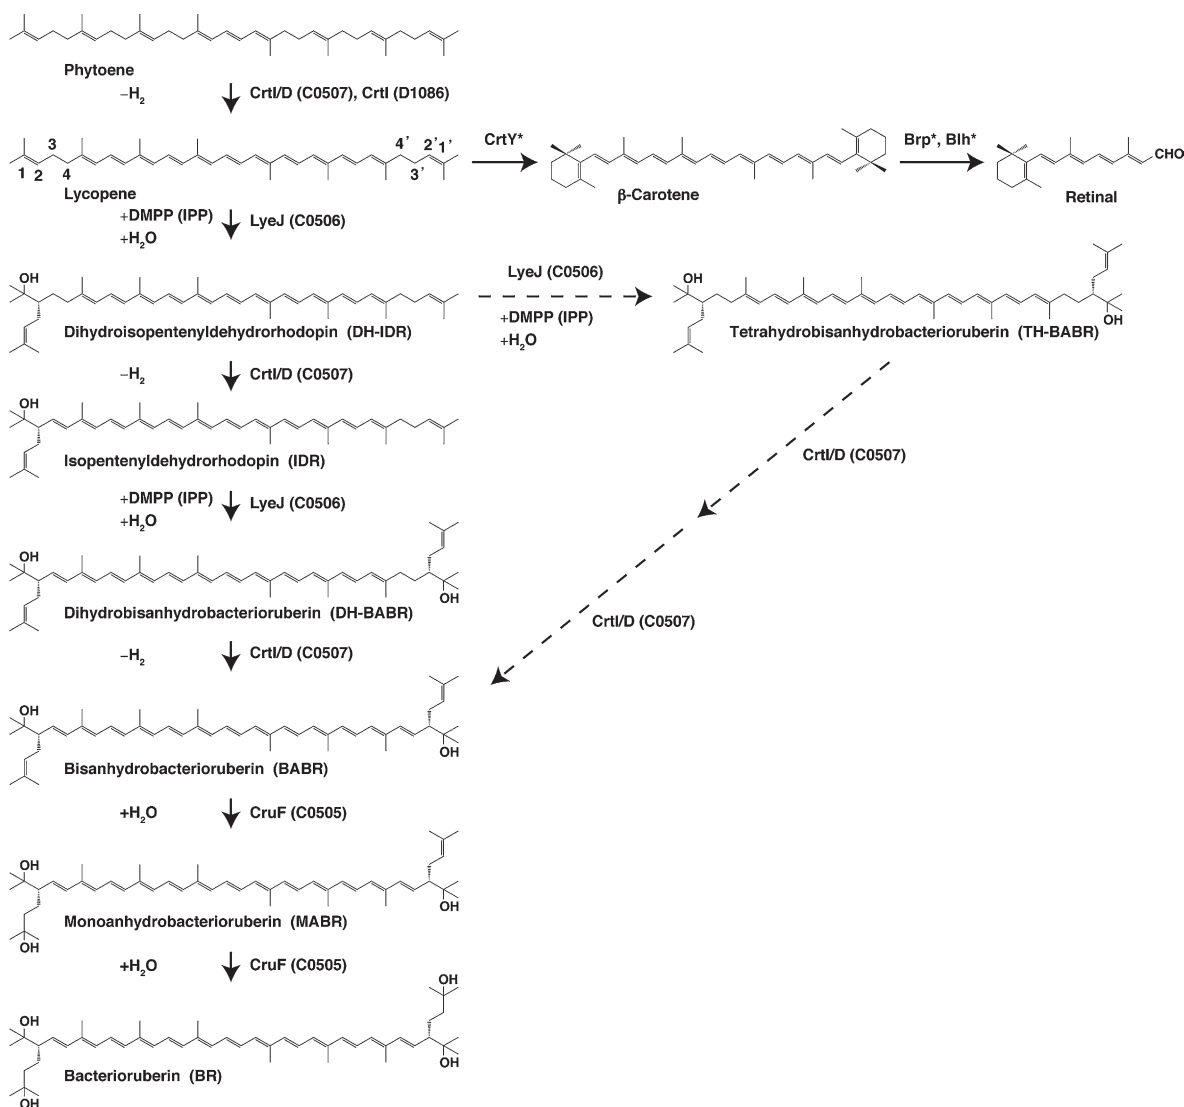 Phytoene
–H2
CrtI/D (C0507), CrtI (D1086)
1 2 3 4 4' 3' 2' 1'
Lycopene
CrtY*
β-Carotene
Brp*, Blh*
CHO
Retinal
+DMPP (IPP)
+H2O
LyeJ (C0506)
OH
Dihydroisopentenyldehydrorhodopin (DH-IDR)
LyeJ (C0506)
+DMPP (IPP)
+H2O
OH
OH
Tetrahydrobisanhydrobacterioruberin (TH-BABR)
–H2
CrtI/D (C0507)
OH
Isopentenyldehydrorhodopin (IDR)
CrtI/D (C0507)
+DMPP (IPP)
+H2O
LyeJ (C0506)
OH
OH
Dihydrobisanhydrobacterioruberin (DH-BABR)
CrtI/D (C0507)
–H2
CrtI/D (C0507)
OH
OH
Bisanhydrobacterioruberin (BABR)
+H2O
CruF (C0505)
OH
OH
Monoanhydrobacterioruberin (MABR)
OH
+H2O
CruF (C0505)
OH
OH
OH
Bacterioruberin (BR)
OH